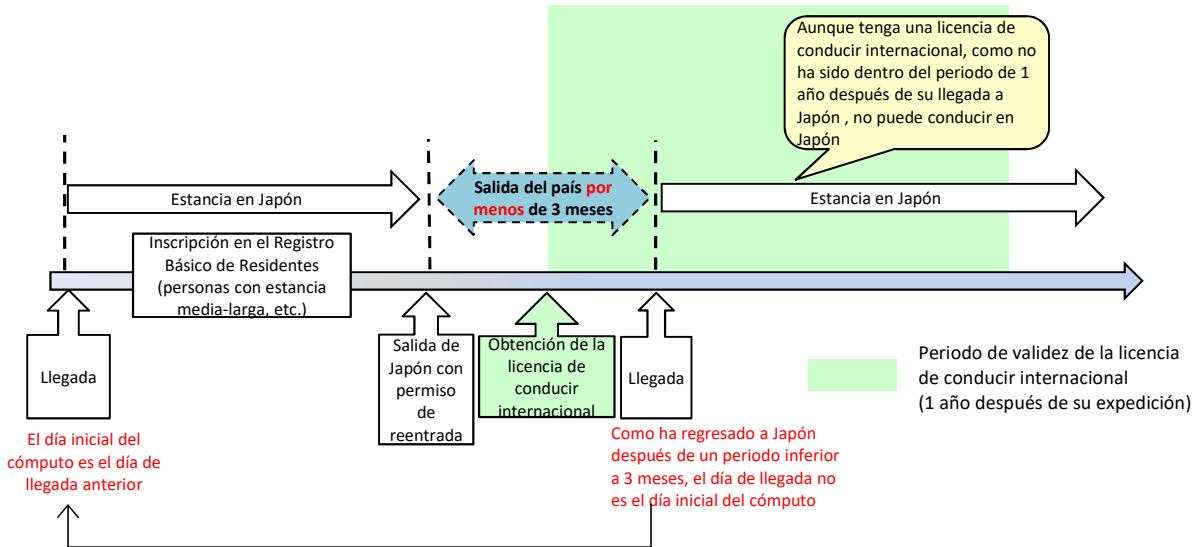 Aunque tenga una licencia de
conducir internacional, como no
ha sido dentro del periodo de 1
año después de su llegada a
Japón , no puede conducir en
Japón
Estancia en Japón
Salida del país por
menos de 3 meses
Estancia en Japón
Inscripción en el Registro
Básico de Residentes
(personas con estancia
media-larga, etc.)
Llegada
Salida de
Japón con
permiso de
reentrada
Obtención de la
licencia de
conducir
internacional
Llegada
Periodo de validez de la licencia
de conducir internacional
(1 año después de su expedición)
El día inicial del
cómputo es el día de
llegada anterior
Como ha regresado a Japón
después de un periodo inferior
a 3 meses, el día de llegada no
es el día inicial del cómputo